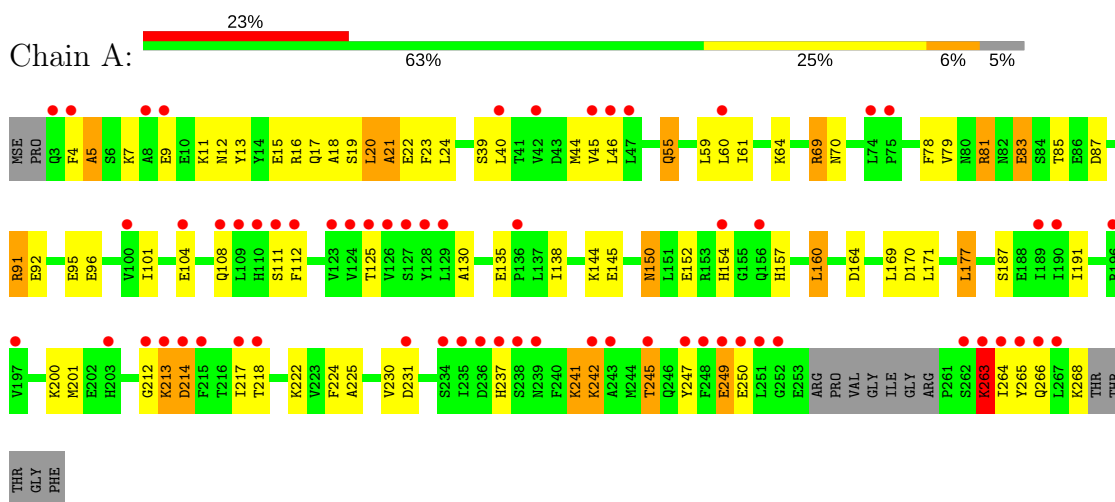 23%
Chain A:
63% 25% 6% 5%
MSE PRO Q3 F4 A5 S6 K7 A8 E9 E10 K11 N12 Y13 Y14 E15 R16 Q17 A18 S19 L20 A21 E22 F23 L24 S39 L40 T41 V42 D43 M44 V45 L46 L47 Q55 L59 L60 I61 K64 R69 N70 L74 P75 F78 V79 N80 R81 N82 E83 S84 T85 E86 D87
R91 E92 E95 E96 V100 I101 E104 Q108 L109 H110 S111 F112 V123 V124 T125 V126 S127 Y128 L129 A130 E135 P136 L137 I138 K144 E145 N150 L151 E152 R153 H154 G155 Q156 H157 L160 D164 L169 D170 L171 L177 S187 E188 I189 I190 I191
V197 K200 M201 E202 H203 G212 K213 D214 F215 T216 I217 T218 K222 V223 F224 A225 V230 D231 S234 I235 D236 H237 S238 N239 F240 K241 K242 A243 M244 T245 Q246 Y247 F248 E249 E250 L251 G252 E253 ARG PRO VAL GLY ILE GLY ARG P261 S262 K263 I264 Y265 Q266 L267 K268 THR THR
THR GLY PHE